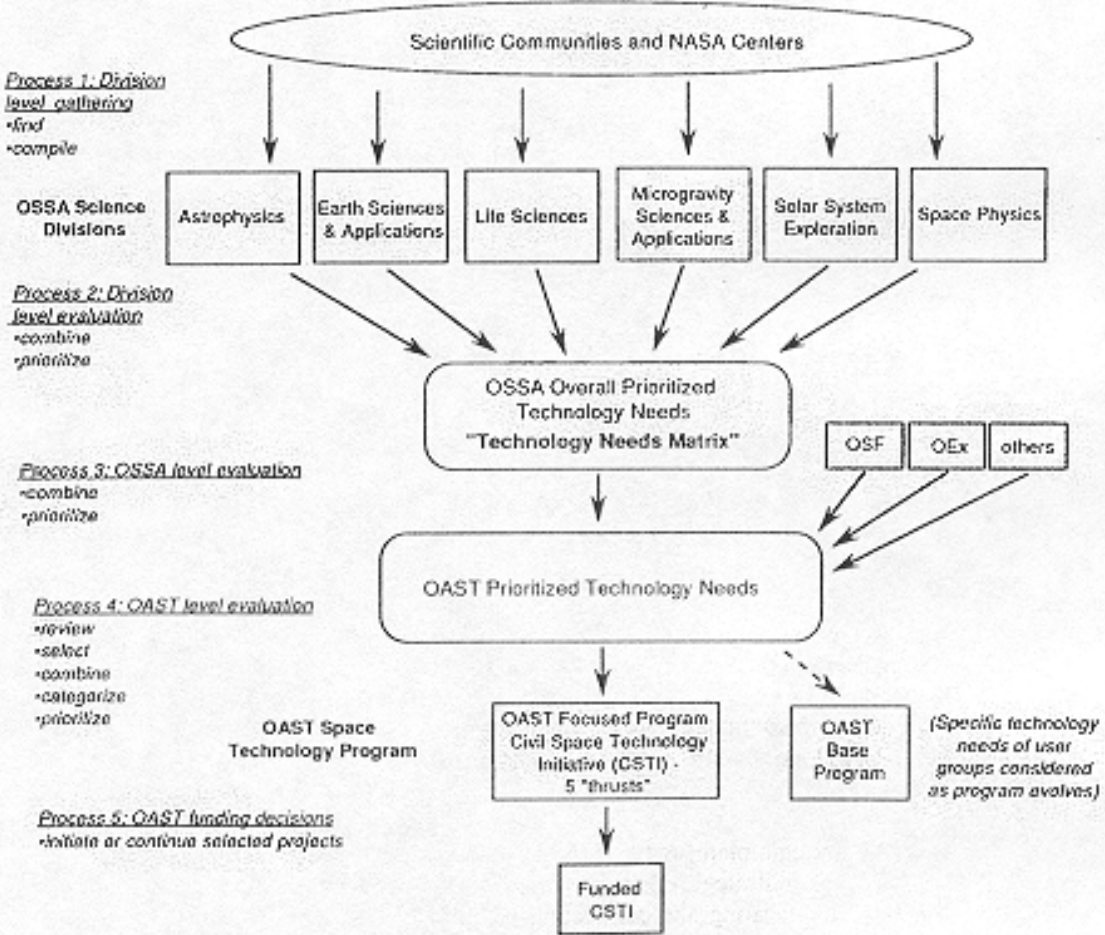 Scientific Communities and NASA Centers
Process 1: Division
level gathering
•find
•compile
OSSA Science
Divisions
Astrophysics
Earth Sciences
& Applications
Life Sciences
Microgravity
Sciences &
Applications
Solar System
Exploration
Space Physics
Process 2: Division
level evaluation
•combine
•prioritize
OSSA Overall Prioritized
Technology Needs
"Technology Needs Matrix"
OSF
OEx
others
Process 3: OSSA level evaluation
•combine
•prioritize
OAST Prioritized Technology Needs
Process 4: OAST level evaluation
•review
•select
•combine
•categorize
•prioritize
OAST Space
Technology Program
OAST Focused Program
Civil Space Technology
Initiative (CSTI) -
5 "thrusts"
OAST
Base
Program
(Specific technology
needs of user
groups considered
as program evolves)
Process 5: OAST funding decisions
•initiate or continue selected projects
Funded
CSTI